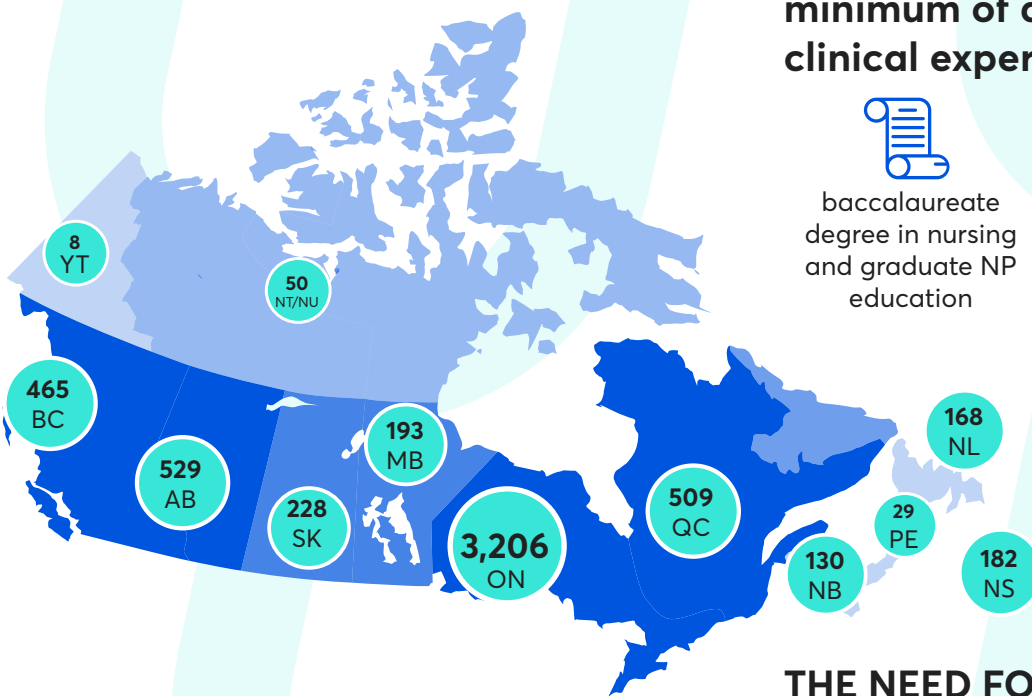 minimum of
clinical
baccalaureate
degree in nursing
and graduate NP
education
8
YT
50
NT/NU
465
BC
529
AB
228
SK
193
MB
3,206
ON
509
QC
168
NL
29
PE
130
NB
182
NS
THE NEED